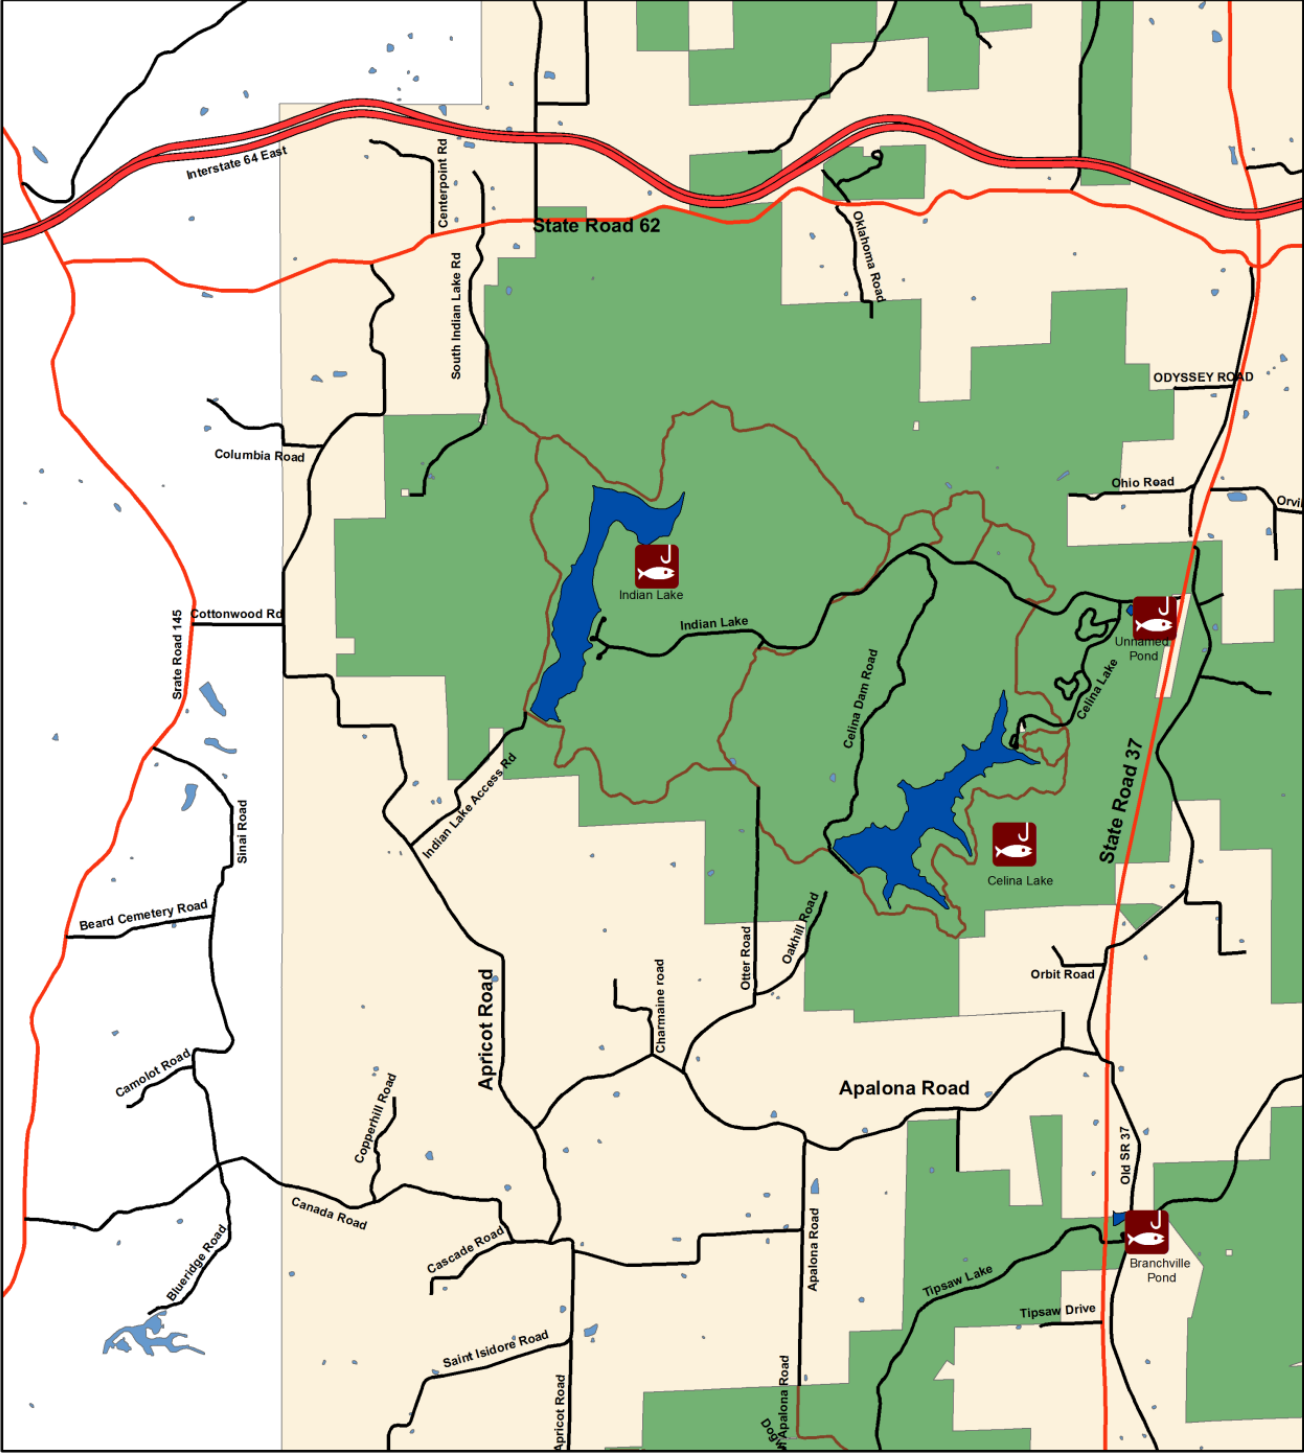 Interstate 64 East
Centerpoint Rd
State Road 62
Oklahoma Road
South Indian Lake Rd
ODYSSEY ROAD
Columbia Road
Ohio Road
Orvi
Indian Lake
Cottonwood Rd
Srate Road 145
Indian Lake
Unnamed
Pond
Celina Lake
Celina Dam Road
State Road 37
Indian Lake Access Rd
Sinai Road
Celina Lake
Beard Cemetery Road
Oakhill Road
Otter Road
Orbit Road
Charmaine road
Apricot Road
Camolot Road
Apalona Road
Copperhill Road
Old SR 37
Canada Road
Apalona Road
Cascade Road
Blueridge Road
Branchville
Pond
Tipsaw Lake
Tipsaw Drive
Saint Isidore Road
Apricot Road
Apalona Road